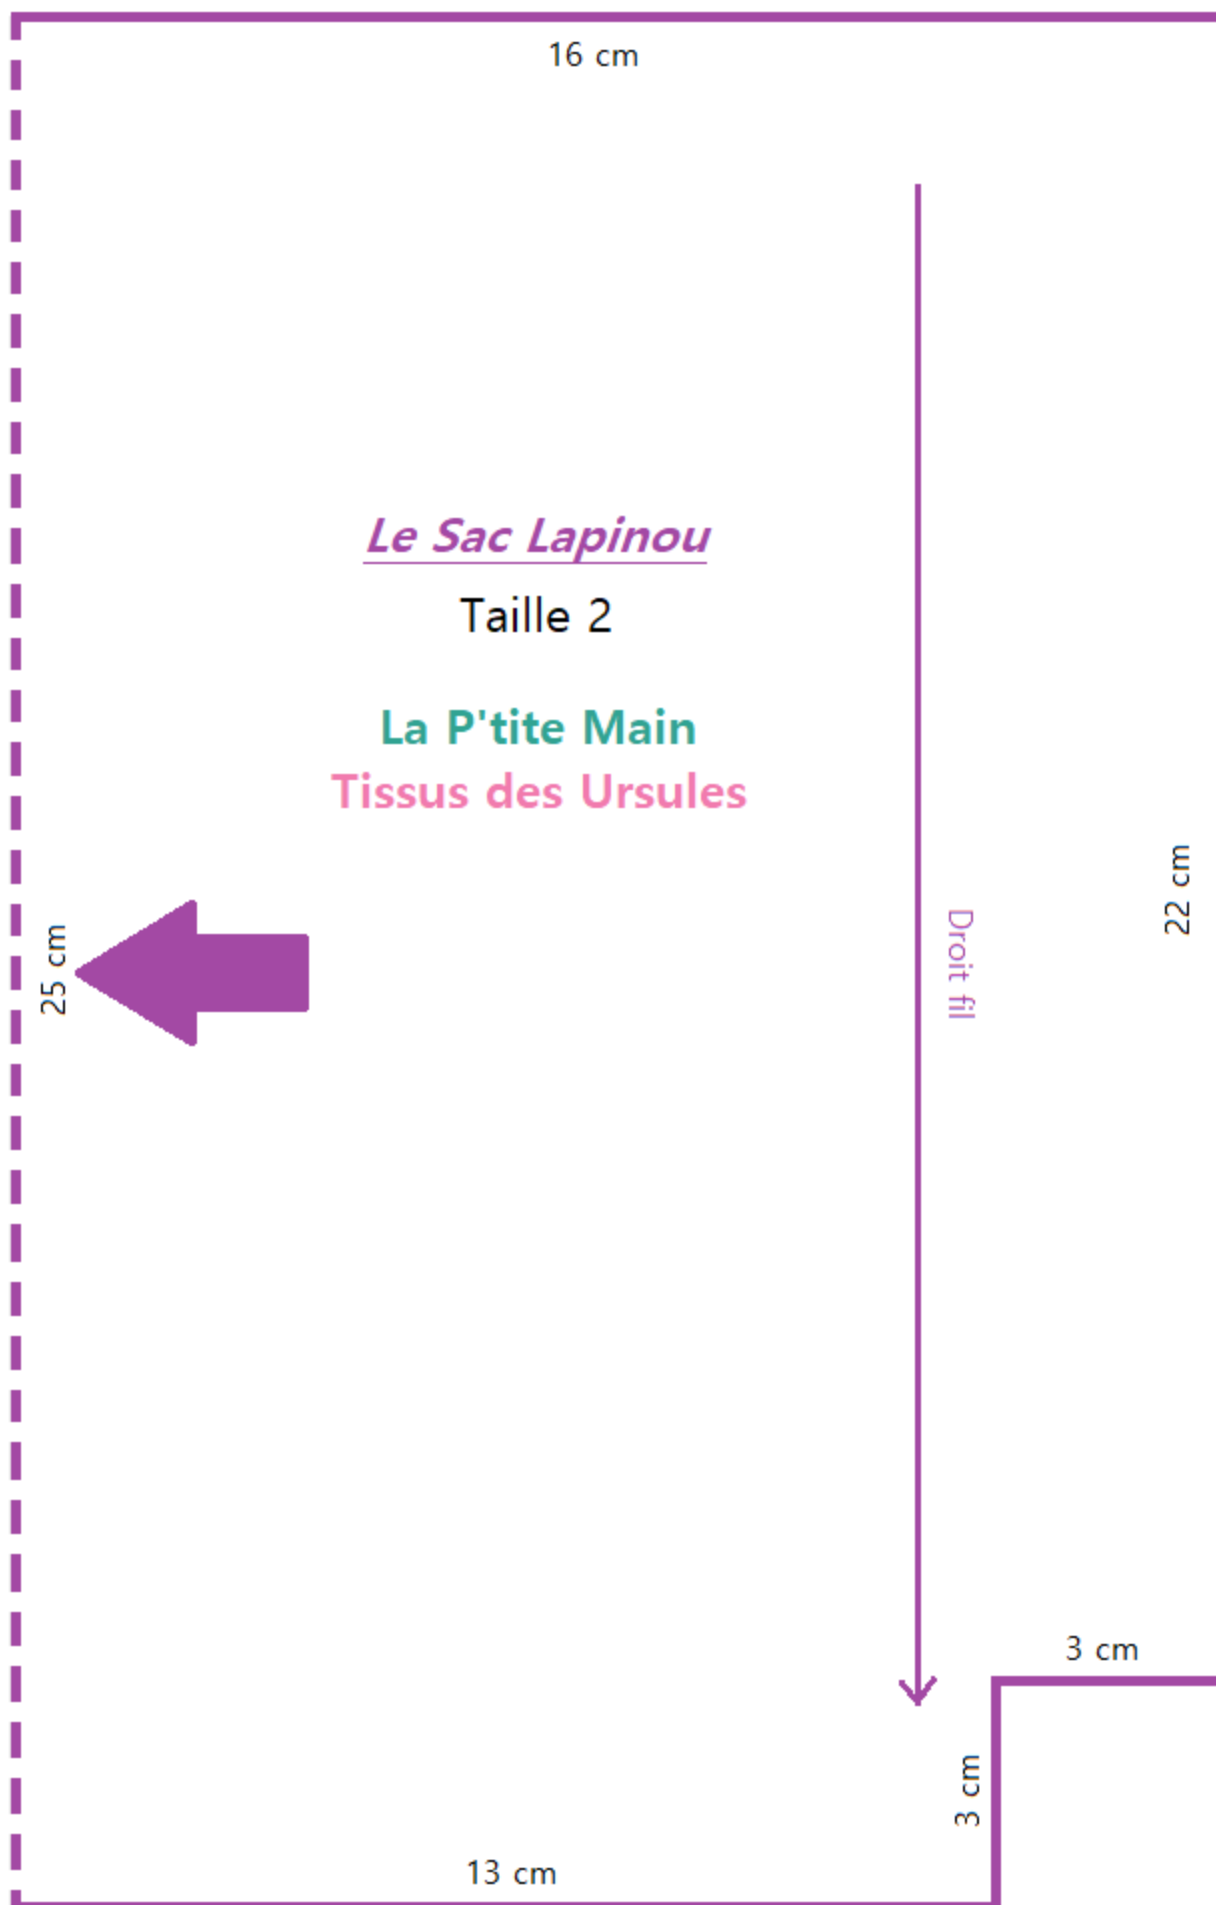 16 cm
Le Sac Lapinou
Taille 2
La P'tite Main
Tissus des Ursules
22 cm
25 cm
Droit fil
3 cm
3 cm
13 cm